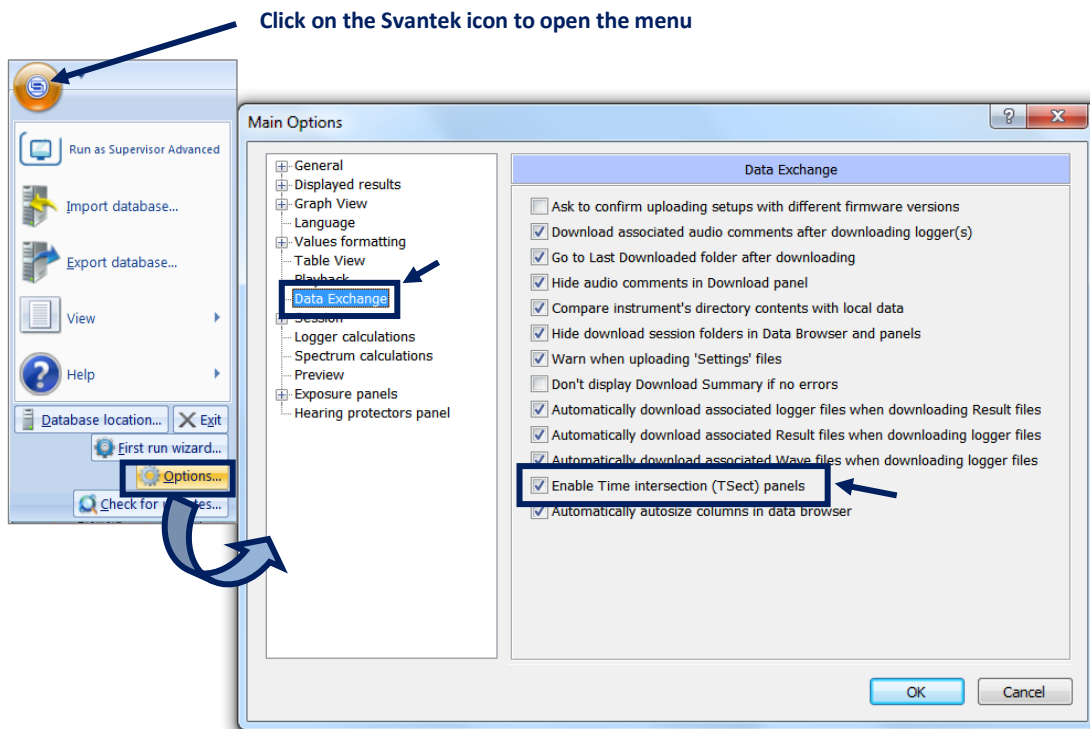 Click on the Svantek icon to open the menu
Run as Supervisor Advanced
Import database...
Export database...
View
Help
Database location...
Exit
First run wizard...
Options...
Check for
es...
Main Options
General
Displayed results
Graph View
Language
Values formatting
Table View
Playback
Data Exchange
Session
Logger calculations
Spectrum calculations
Preview
Exposure panels
Hearing protectors panel
Data Exchange
Ask to confirm uploading setups with different firmware versions
Download associated audio comments after downloading logger(s)
Go to Last Downloaded folder after downloading
Hide audio comments in Download panel
Compare instrument's directory contents with local data
Hide download session folders in Data Browser and panels
Warn when uploading 'Settings' files
Don't display Download Summary if no errors
Automatically download associated logger files when downloading Result files
Automatically download associated Result files when downloading logger files
Automatically download associated Wave files when downloading logger files
Enable Time intersection (TSect) panels
Automatically autosize columns in data browser
OK
Cancel